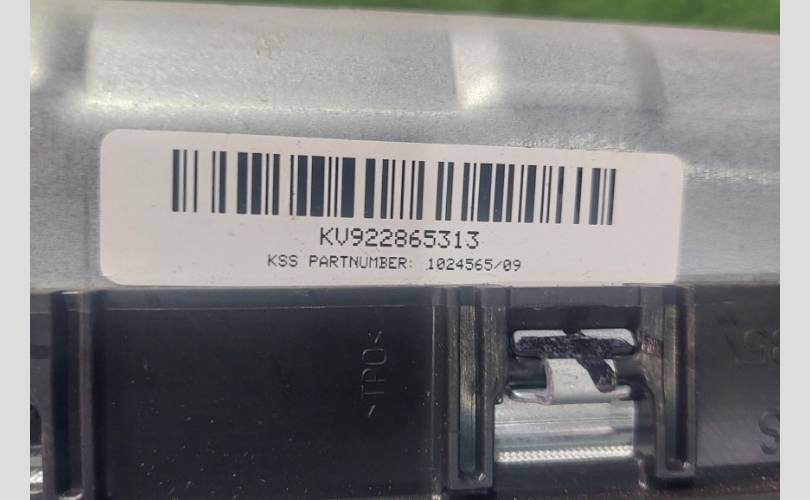 KV922865313
KSS PARTNUMBER: 1024565/09
>TPO<